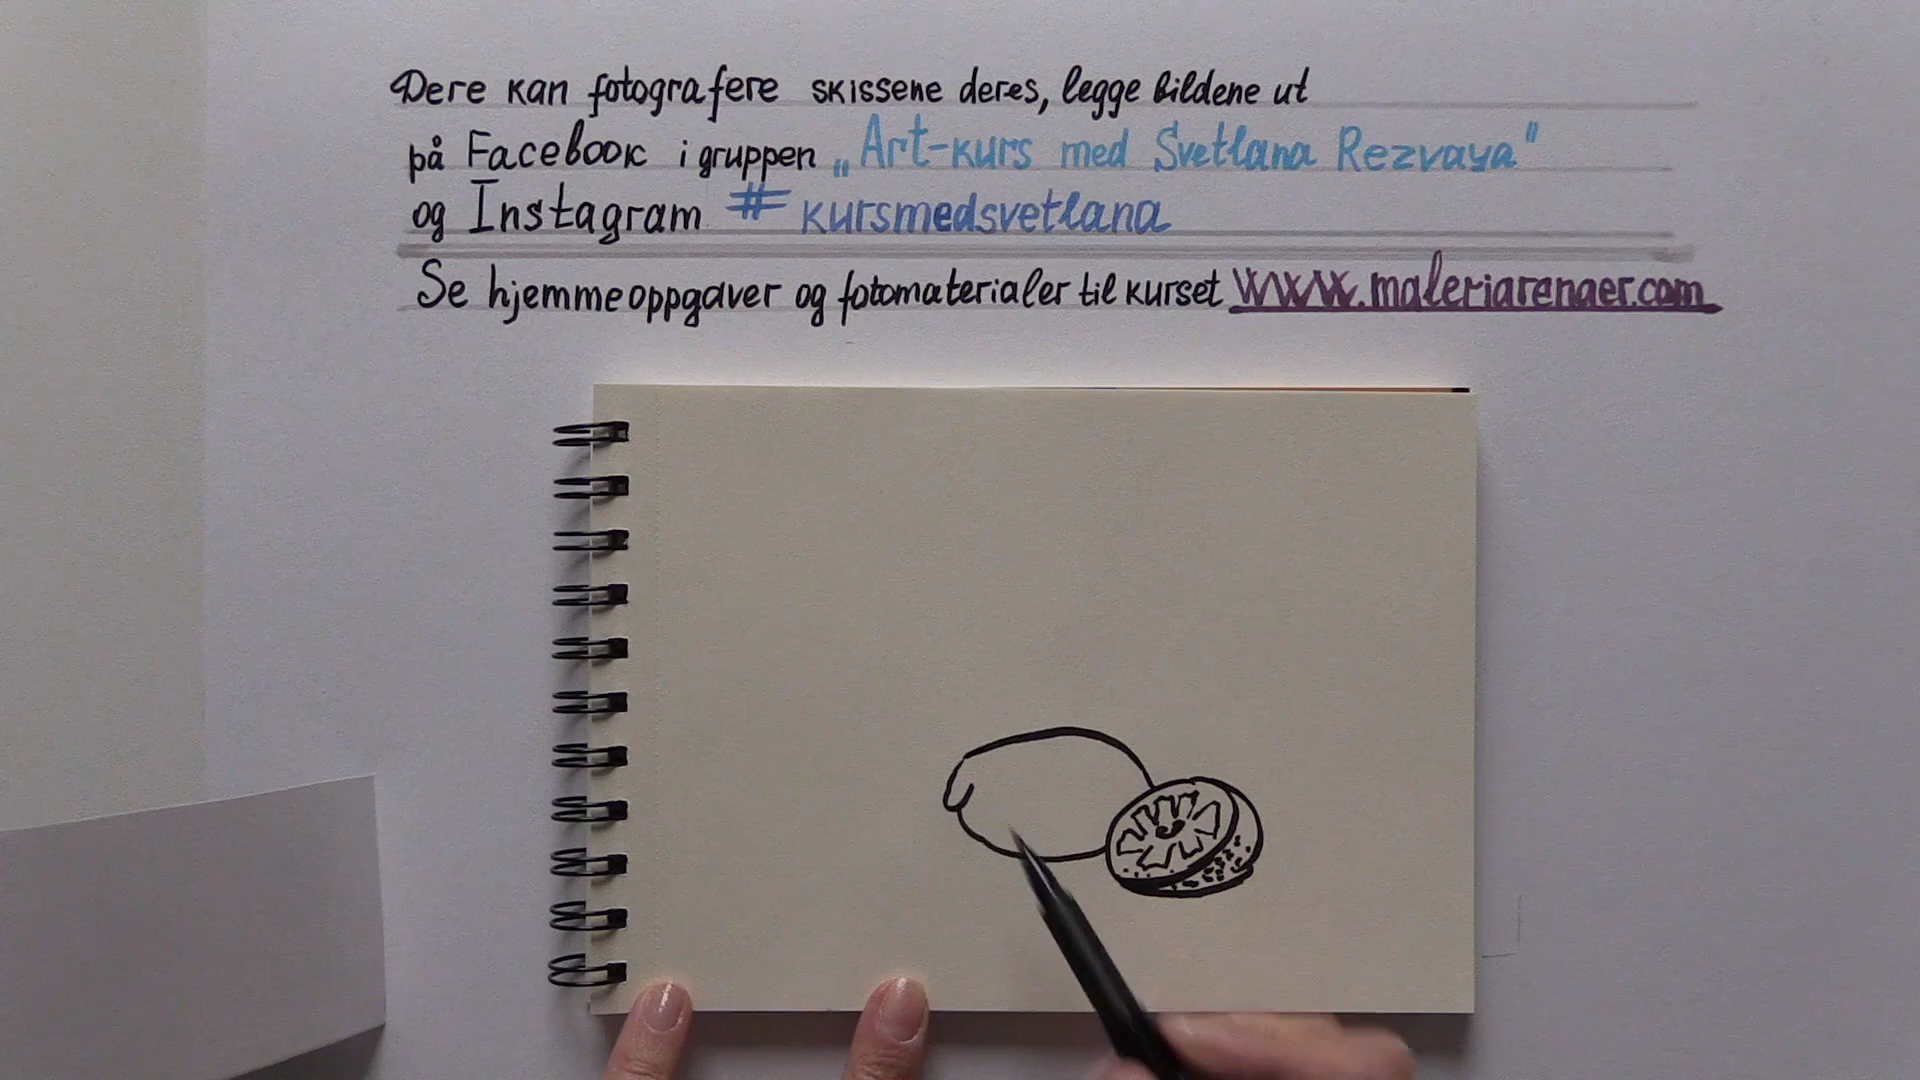 Dere kan fotografere skissene deres, legge bildene ut
på Facebook i gruppen „Art-kurs med Svetlana Rezvaya"
og Instagram #kursmedsvetlana
Se hjemmeoppgaver og fotomaterialer til kurset www.maleriarenaer.com